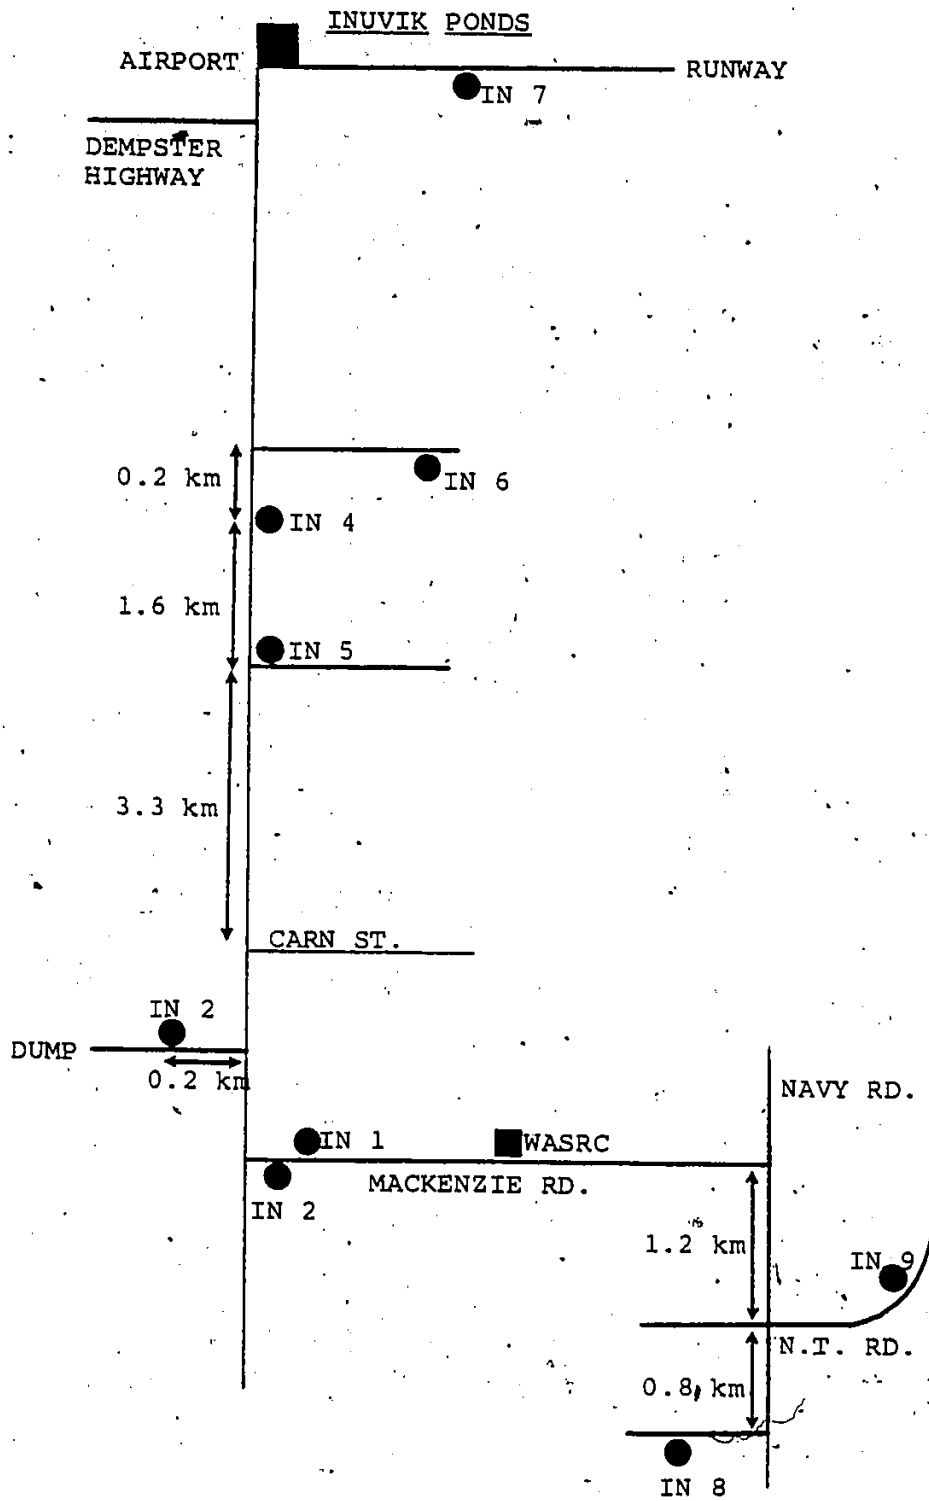 INUVIK PONDS
AIRPORT
RUNWAY
IN 7
DEMPSTER
HIGHWAY
0.2 km
IN 6
IN 4
1.6 km
IN 5
3.3 km
CARN ST.
IN 2
DUMP
0.2 km
NAVY RD.
IN 1
WASRC
MACKENZIE RD.
IN 2
1.2 km
IN 9
N.T. RD.
0.8 km
IN 8